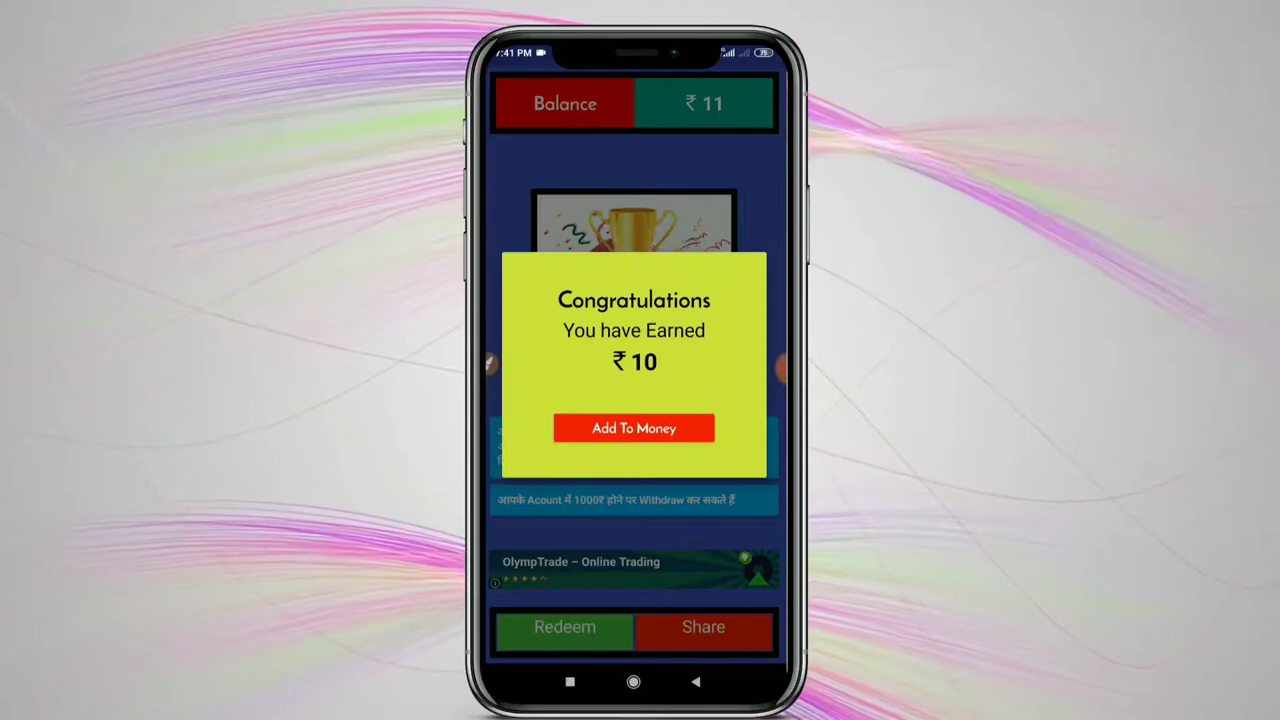 7:41 PM
75
Balance
₹ 11
Congratulations
You have Earned
₹ 10
Add To Money
आपके Acount में 1000₹ होने पर Withdraw कर सकते हैं
OlympTrade – Online Trading
Redeem
Share